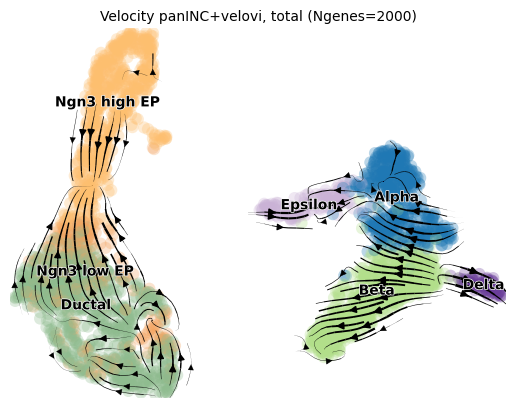 Velocity panINC+velovi, total (Ngenes=2000)
Ngn3 high EP
Alpha
Epsilon
Ngn3 low EP
Delta
Beta
Ductal